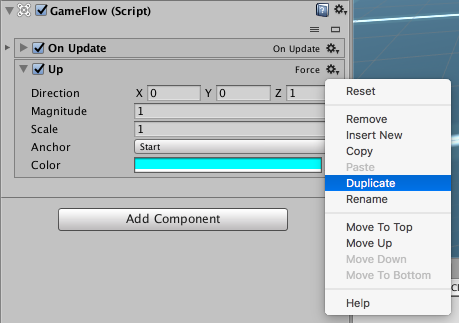 GameFlow (Script)
On Update On Update
Up Force
Direction X 0 Y 0 Z 1
Magnitude 1
Scale 1
Anchor Start
Color
Add Component
Reset
Remove
Insert New
Copy
Paste
Duplicate
Rename
Move To Top
Move Up
Move Down
Move To Bottom
Help